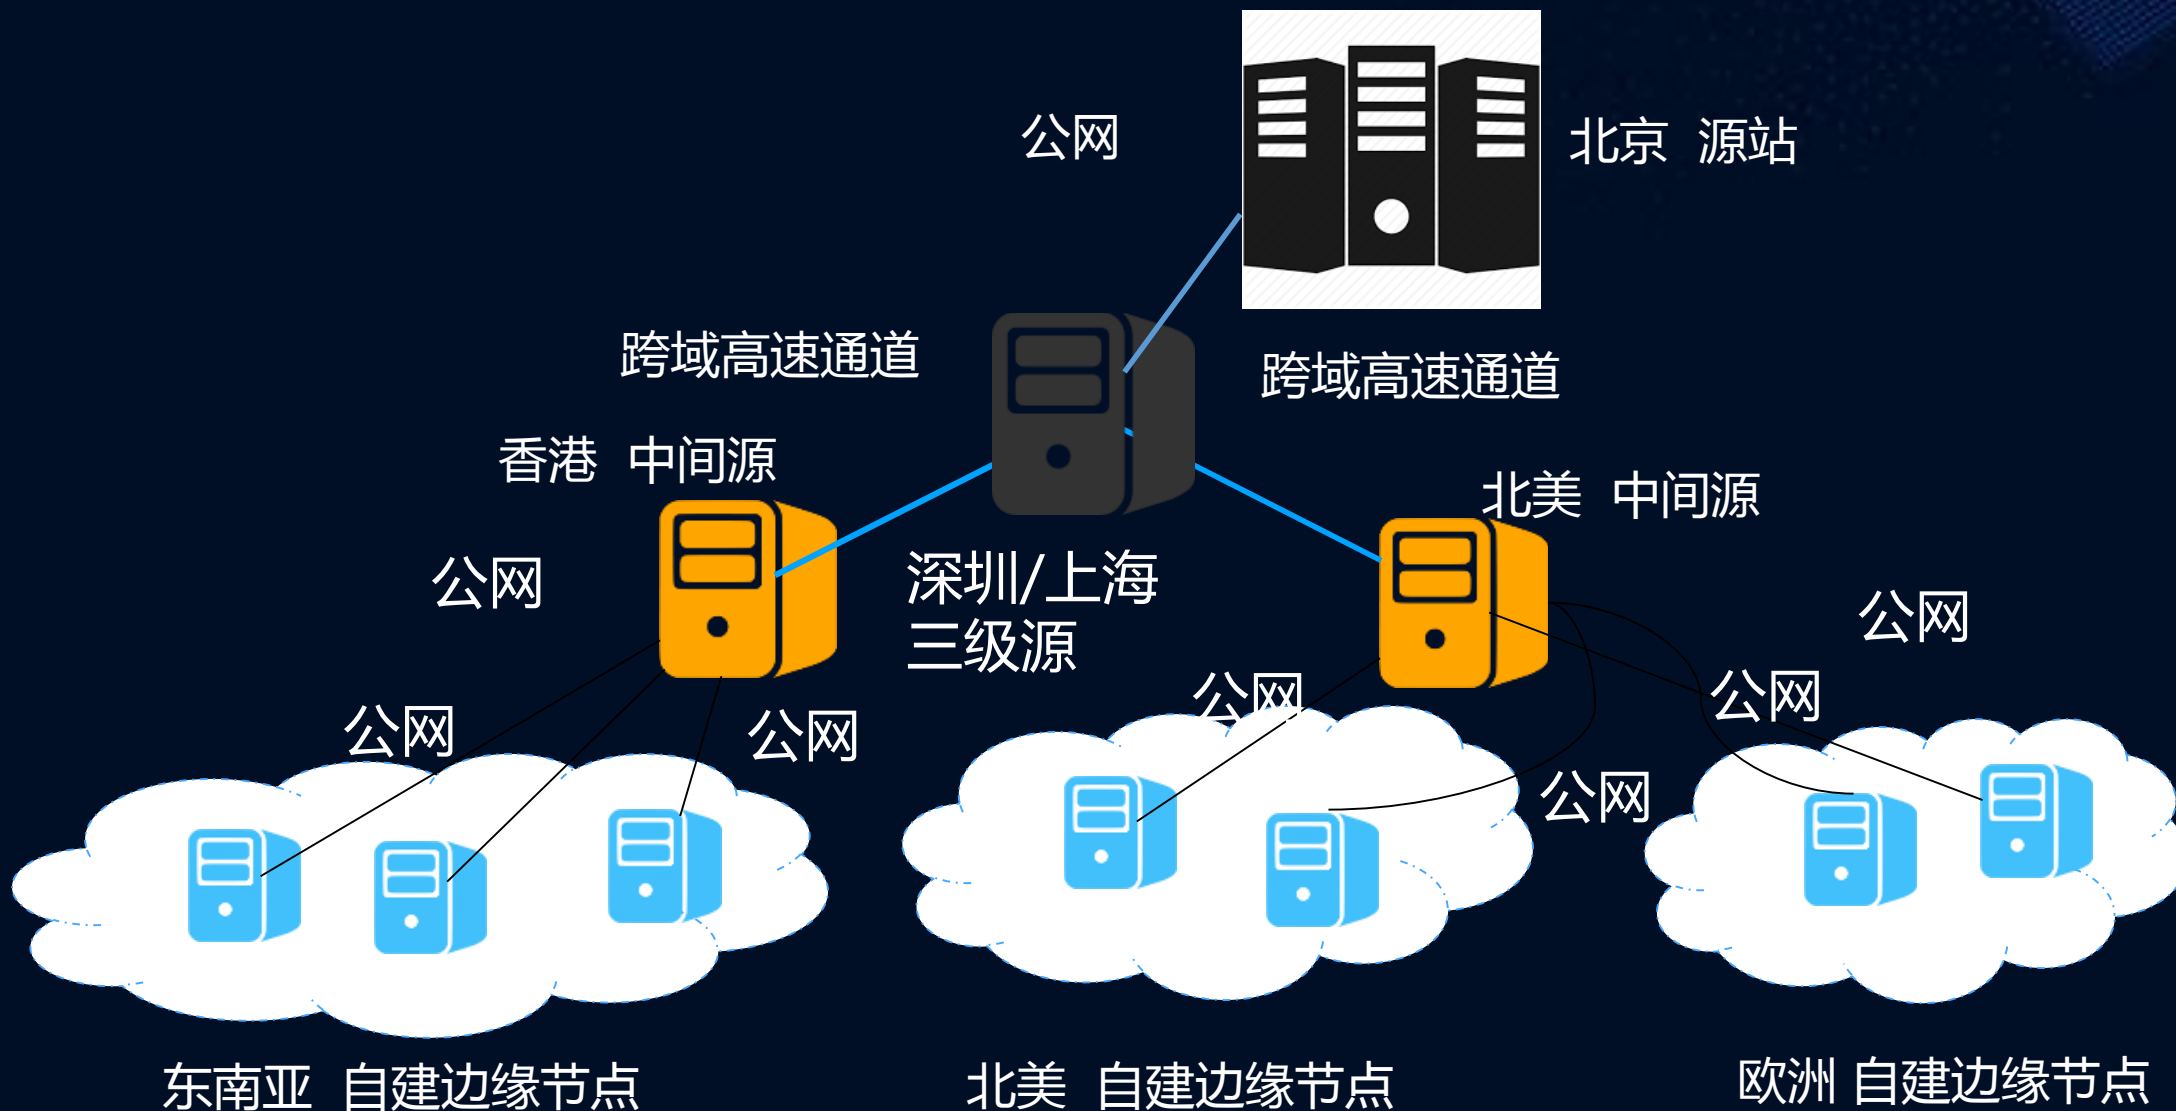 公网
北京 源站
跨域高速通道
跨域高速通道
香港 中间源
北美 中间源
公网
深圳/上海
三级源
公网
公网
公网
公网
公网
公网
东南亚 自建边缘节点
北美 自建边缘节点
欧洲 自建边缘节点